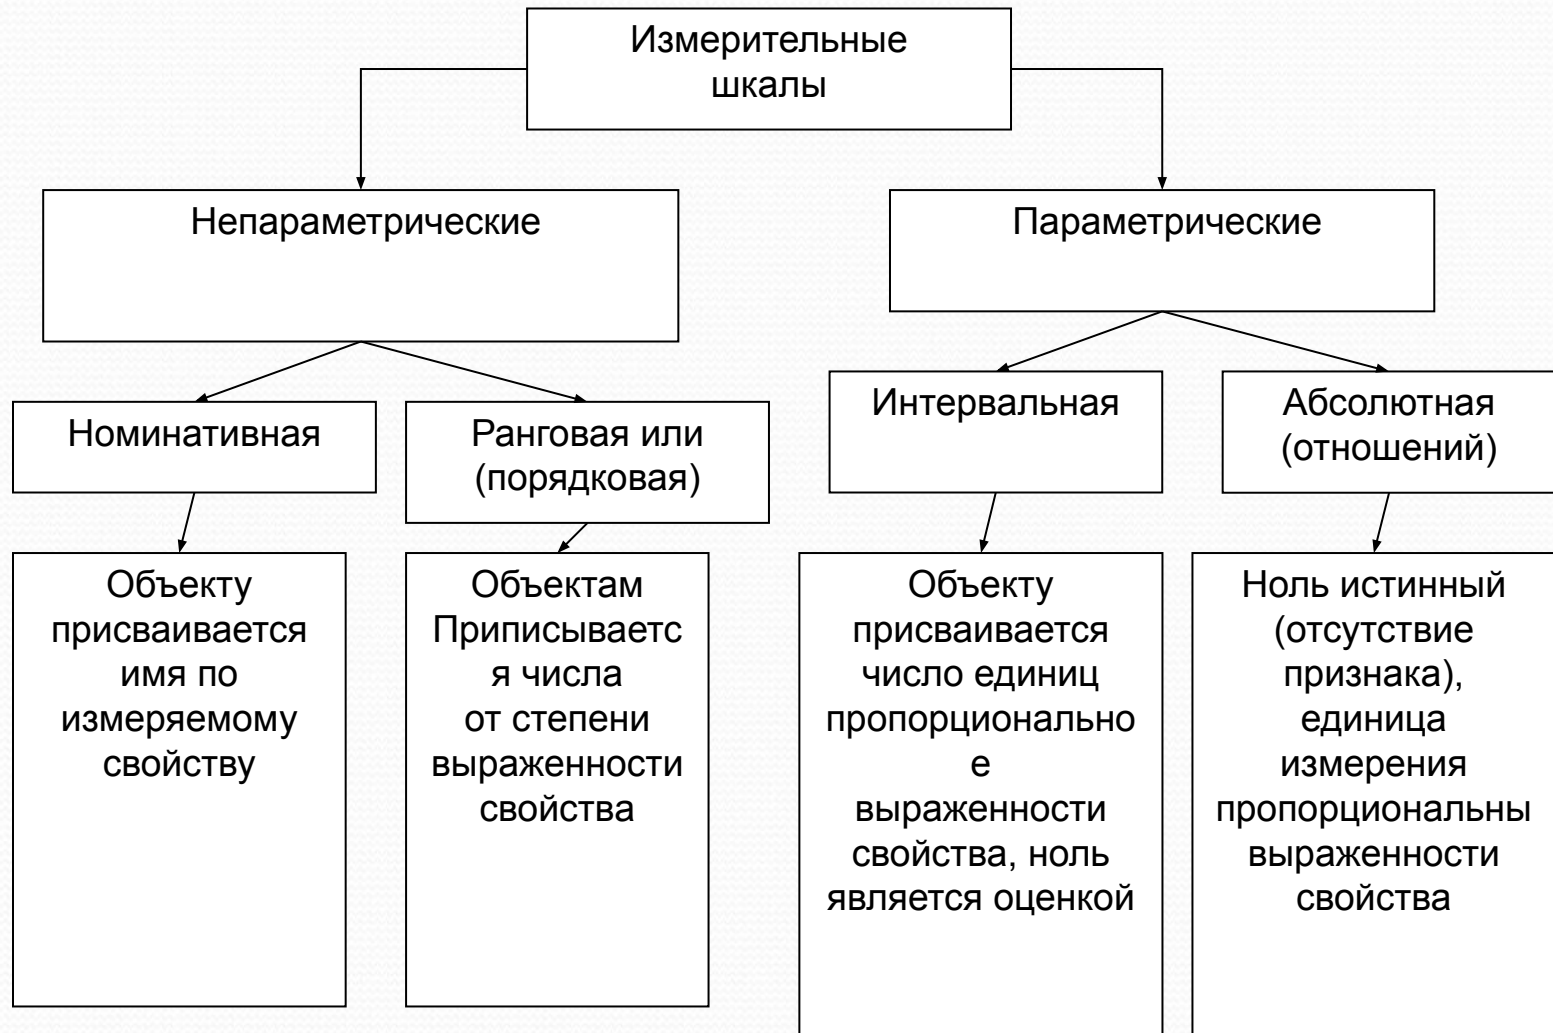 Измерительные
шкалы
Непараметрические
Параметрические
Номинативная
Ранговая или
(порядковая)
Интервальная
Абсолютная
(отношений)
Объекту
присваивается
имя по
измеряемому
свойству
Объектам
Приписываетс
я числа
от степени
выраженности
свойства
Объекту
присваивается
число единиц
пропорционально
е
выраженности
свойства, ноль
является оценкой
Ноль истинный
(отсутствие
признака),
единица
измерения
пропорциональны
выраженности
свойства